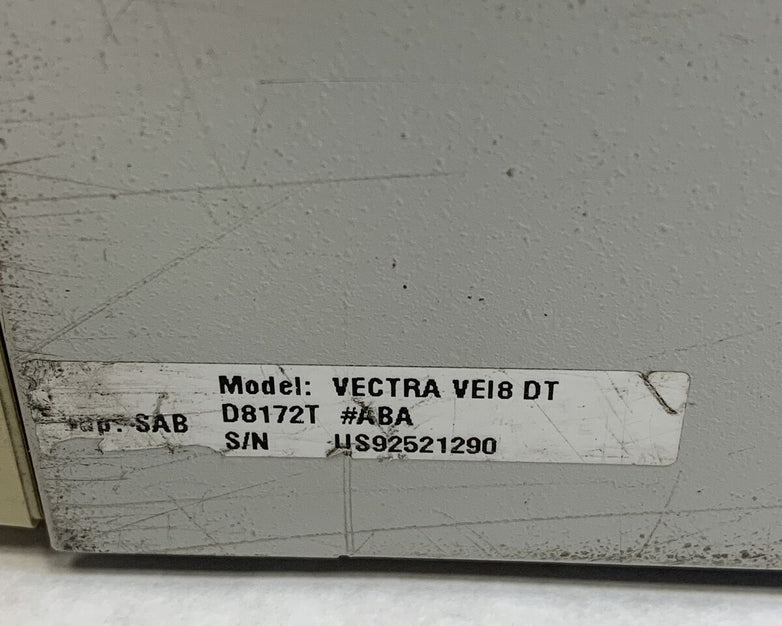 Model: VECTRA VEI8 DT
SAB D8172T #ABA
S/N US92521290